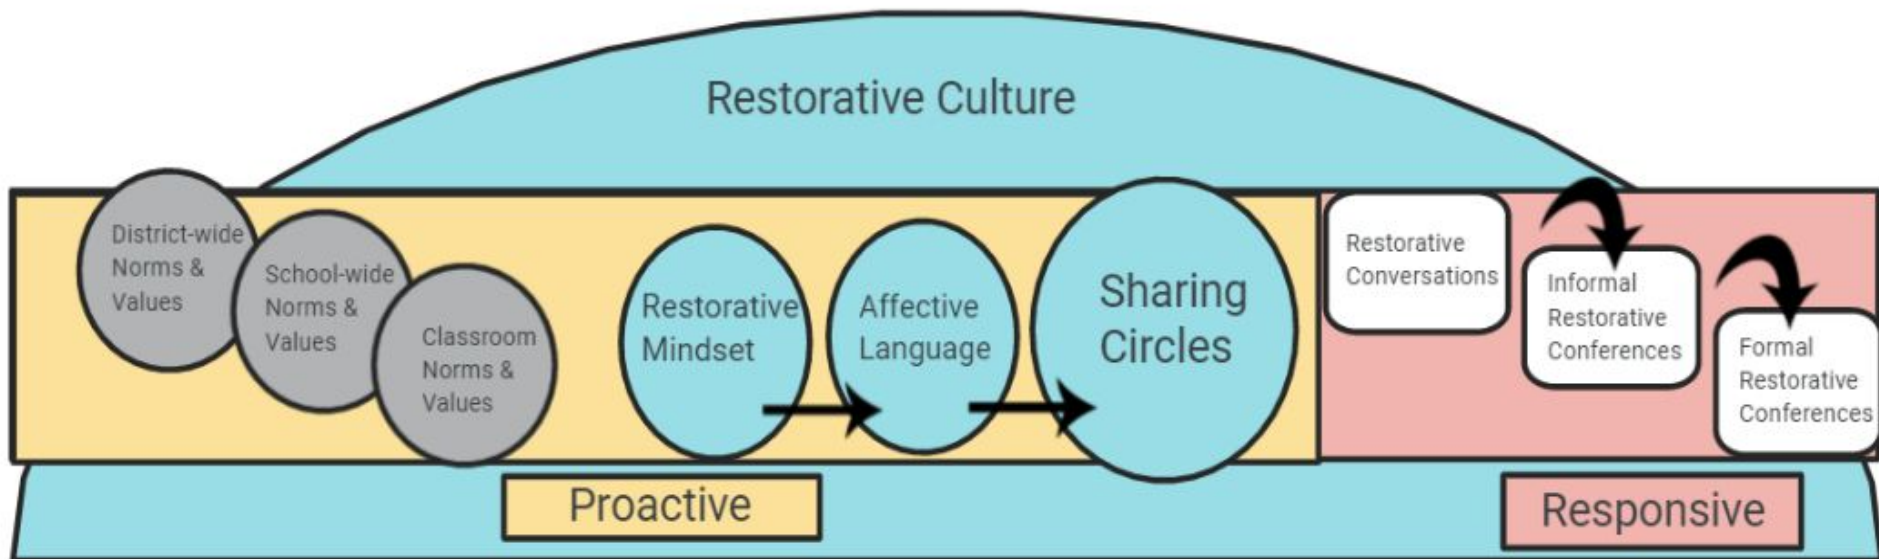 Restorative Culture
District-wide
Norms &
Values
School-wide
Norms &
Values
Classroom
Norms &
Values
Restorative
Mindset
Affective
Language
Sharing
Circles
Restorative
Conversations
Informal
Restorative
Conferences
Formal
Restorative
Conferences
Proactive
Responsive